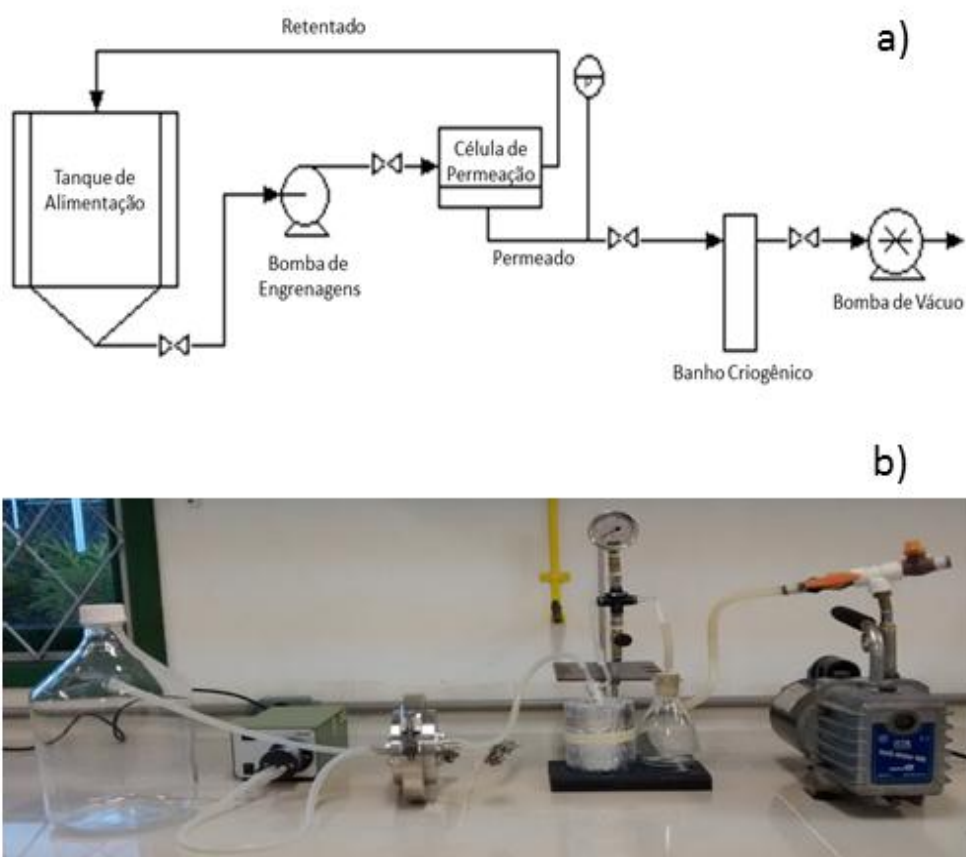 a)
Retentado
P
Célula de
Permeação
Tanque de
Alimentação
Permeado
Bomba de
Engrenagens
Bomba de Vácuo
Banho Criogênico
b)